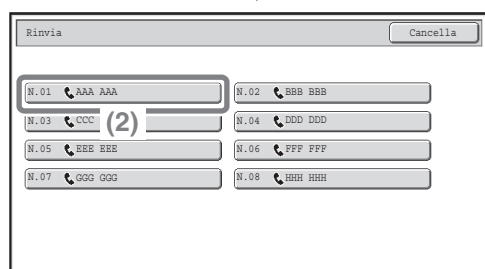 Rinvia Cancella
N.01 AAA AAA N.02 BBB BBB
N.03 CCC (2) N.04 DDD DDD
N.05 EEE EEE N.06 FFF FFF
N.07 GGG GGG N.08 HHH HHH